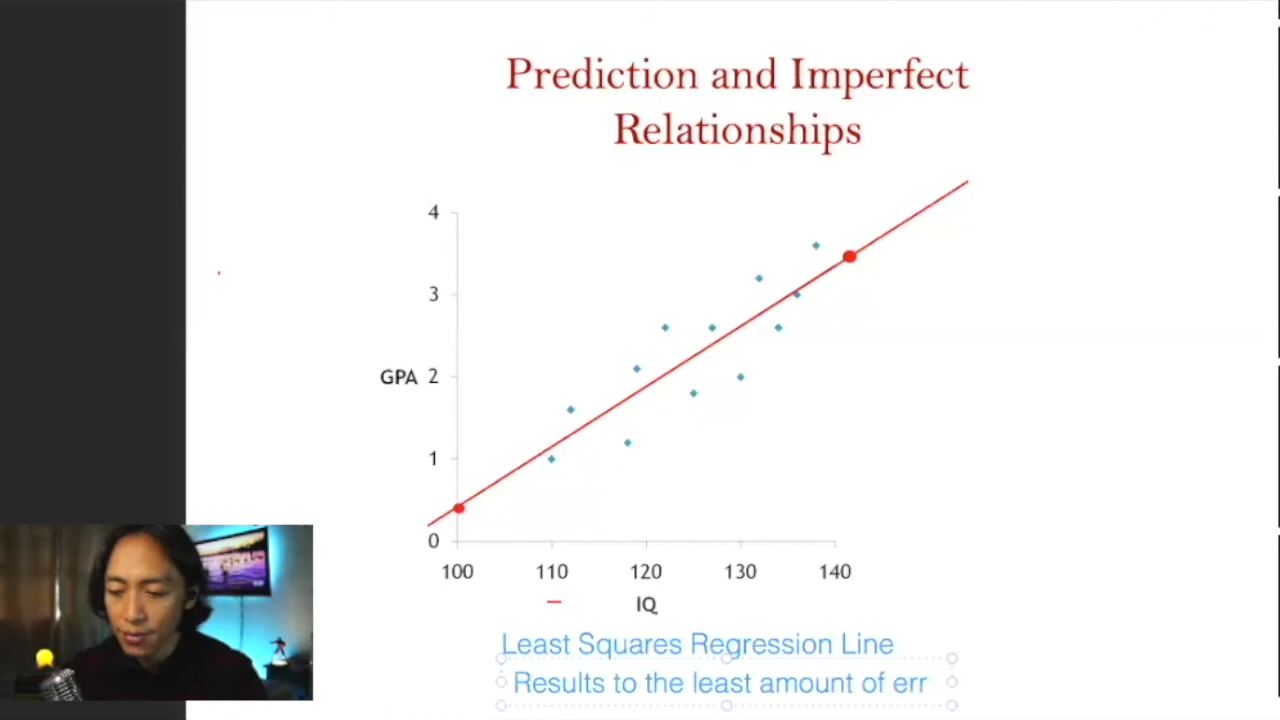 Prediction and Imperfect
Relationships
4
3
GPA 2
1
0
100 110 120 130 140
IQ
Least Squares Regression Line
Results to the least amount of err